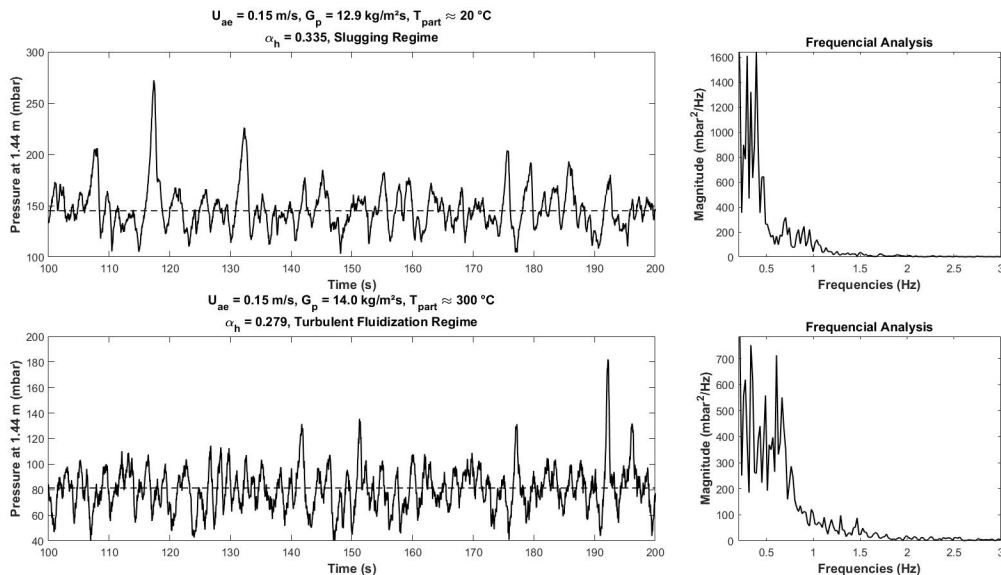 U_ae = 0.15 m/s, G_p = 12.9 kg/m²s, T_part ≈ 20 °C
α_h = 0.335, Slugging Regime
300
250
200
150
100
Pressure at 1.44 m (mbar)
100 110 120 130 140 150 160 170 180 190 200
Time (s)
Frequencial Analysis
1600
1400
1200
1000
800
600
400
200
0
Magnitude (mbar²/Hz)
0.5 1 1.5 2 2.5 3
Frequencies (Hz)
U_ae = 0.15 m/s, G_p = 14.0 kg/m²s, T_part ≈ 300 °C
α_h = 0.279, Turbulent Fluidization Regime
200
180
160
140
120
100
80
60
40
Pressure at 1.44 m (mbar)
100 110 120 130 140 150 160 170 180 190 200
Time (s)
Frequencial Analysis
700
600
500
400
300
200
100
0
Magnitude (mbar²/Hz)
0.5 1 1.5 2 2.5 3
Frequencies (Hz)